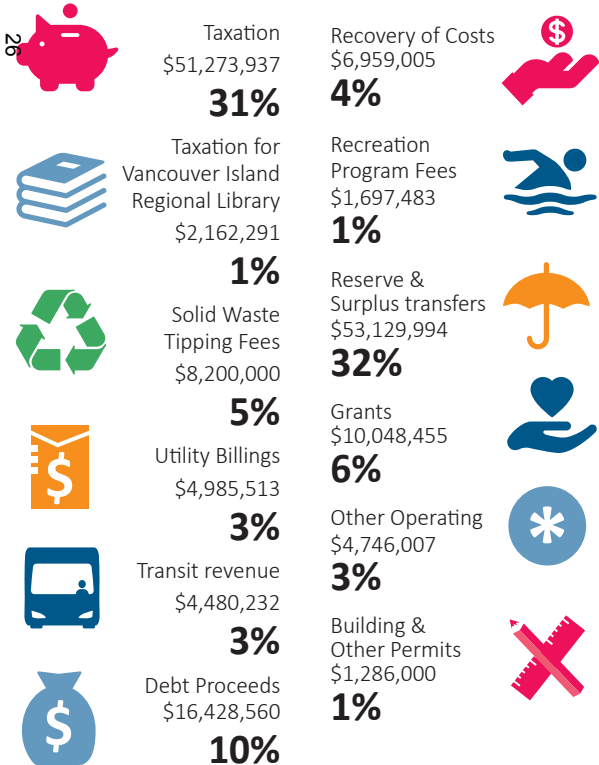 26
Taxation
$51,273,937
31%
Taxation for
Vancouver Island
Regional Library
$2,162,291
1%
Solid Waste
Tipping Fees
$8,200,000
5%
$
Utility Billings
$4,985,513
3%
Transit revenue
$4,480,232
3%
$
Debt Proceeds
$16,428,560
10%
$
Recovery of Costs
$6,959,005
4%
Recreation
Program Fees
$1,697,483
1%
Reserve &
Surplus transfers
$53,129,994
32%
Grants
$10,048,455
6%
Other Operating
$4,746,007
3%
*
Building &
Other Permits
$1,286,000
1%